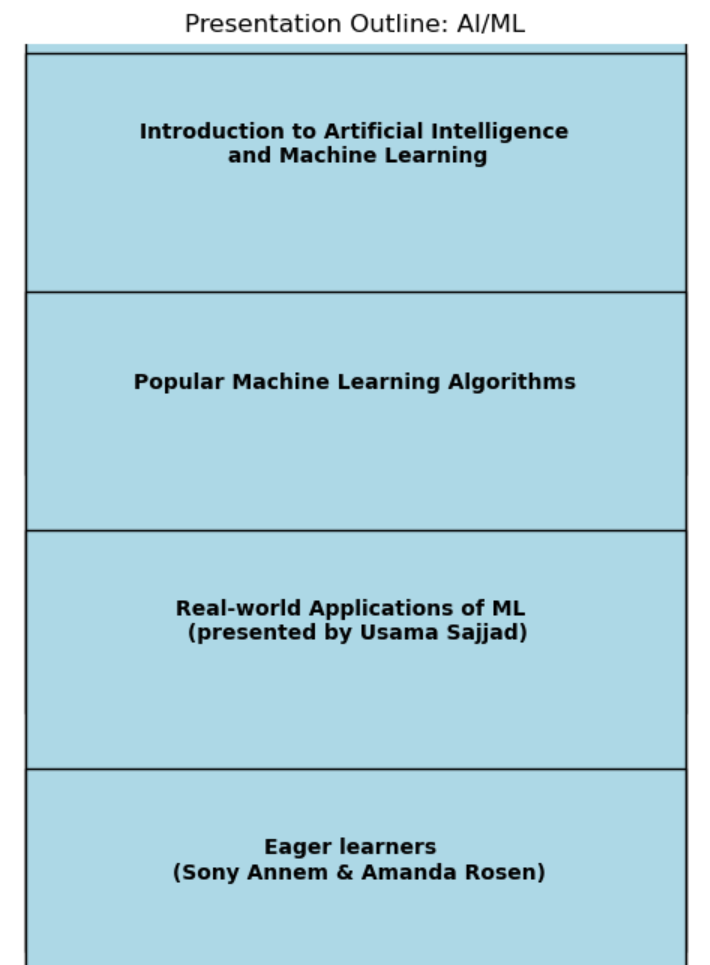 Presentation Outline: AI/ML
Introduction to Artificial Intelligence
and Machine Learning
Popular Machine Learning Algorithms
Real-world Applications of ML
(presented by Usama Sajjad)
Eager learners
(Sony Annem & Amanda Rosen)